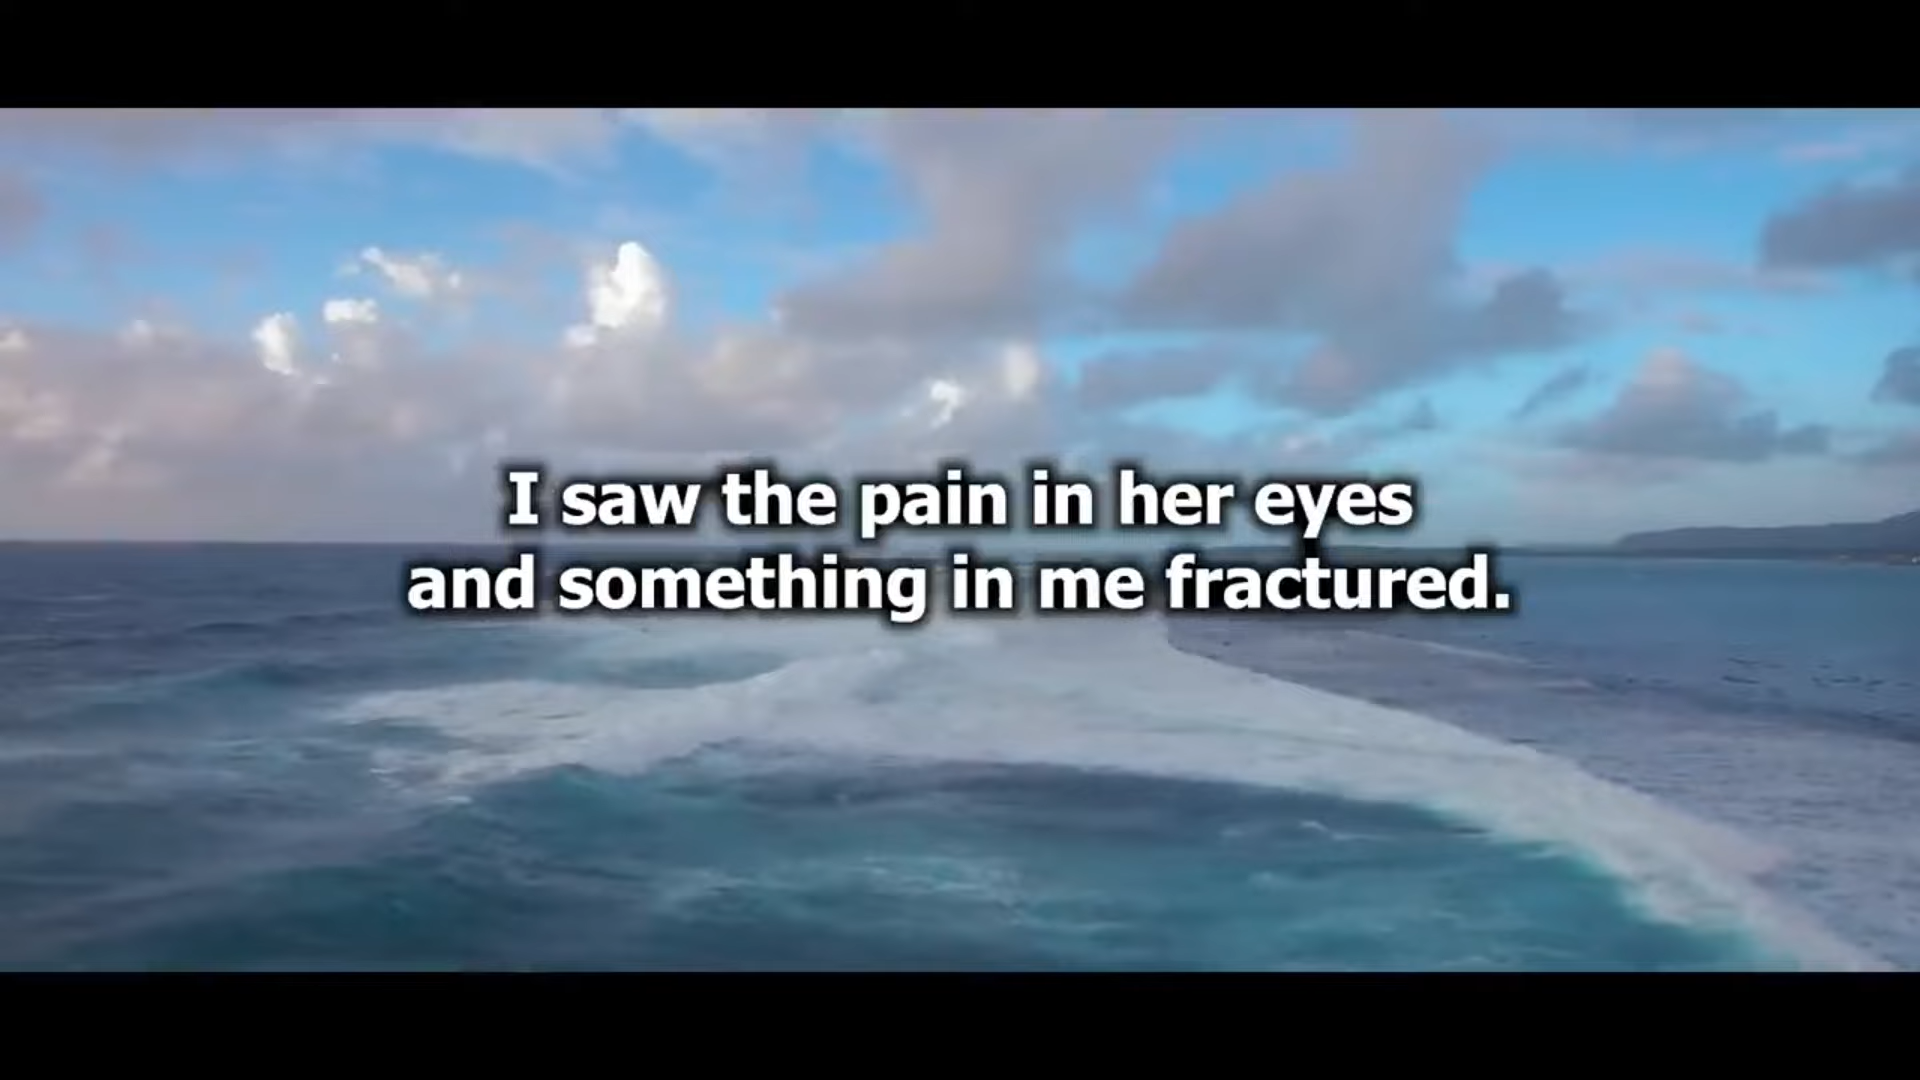 I saw the pain in her eyes
and something in me fractured.